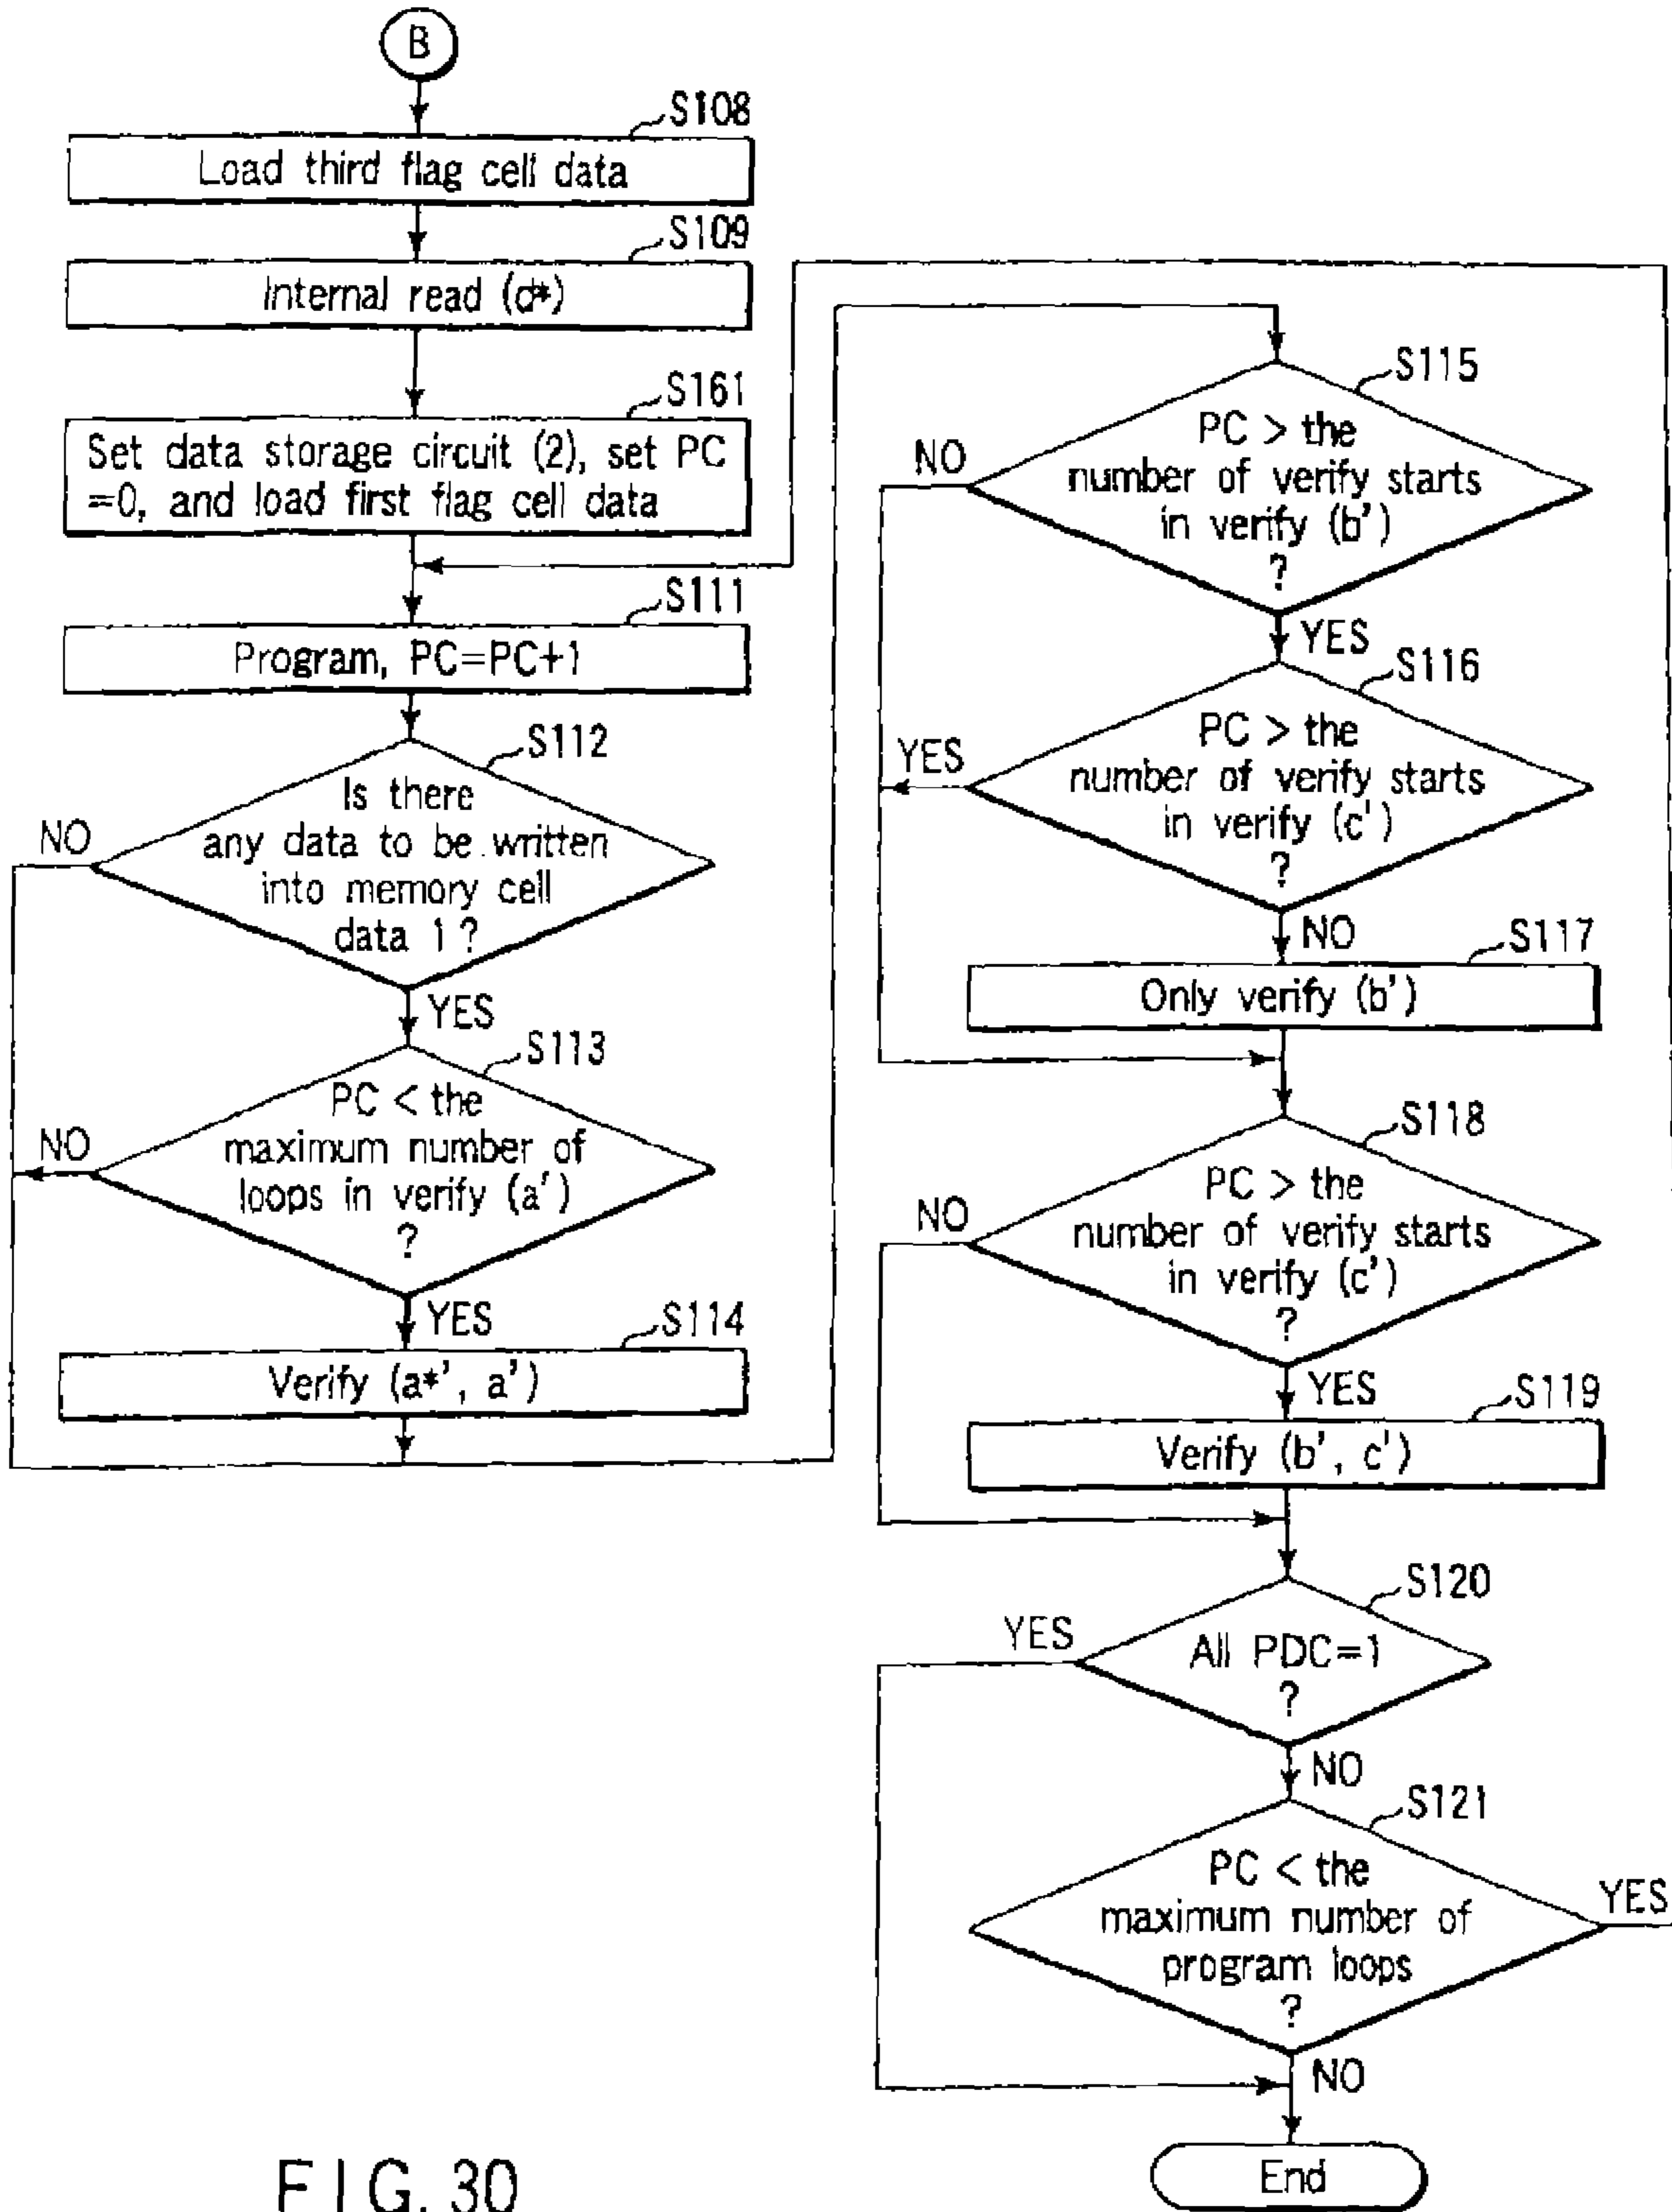 B
S108
Load third flag cell data
S109
Internal read (d*)
S161
Set data storage circuit (2), set PC
=0, and load first flag cell data
S111
Program, PC=PC+1
S112
Is there
any data to be written
into memory cell
data 1 ?
NO
YES
S113
PC < the
maximum number of
loops in verify (a')
?
NO
YES
S114
Verify (a*', a')
S115
PC > the
number of verify starts
in verify (b')
?
NO
YES
S116
PC > the
number of verify starts
in verify (c')
?
YES
NO
S117
Only verify (b')
S118
PC > the
number of verify starts
in verify (c')
?
NO
YES
S119
Verify (b', c')
S120
All PDC=1
?
YES
NO
S121
PC < the
maximum number of
program loops
?
YES
NO
End
FIG. 30